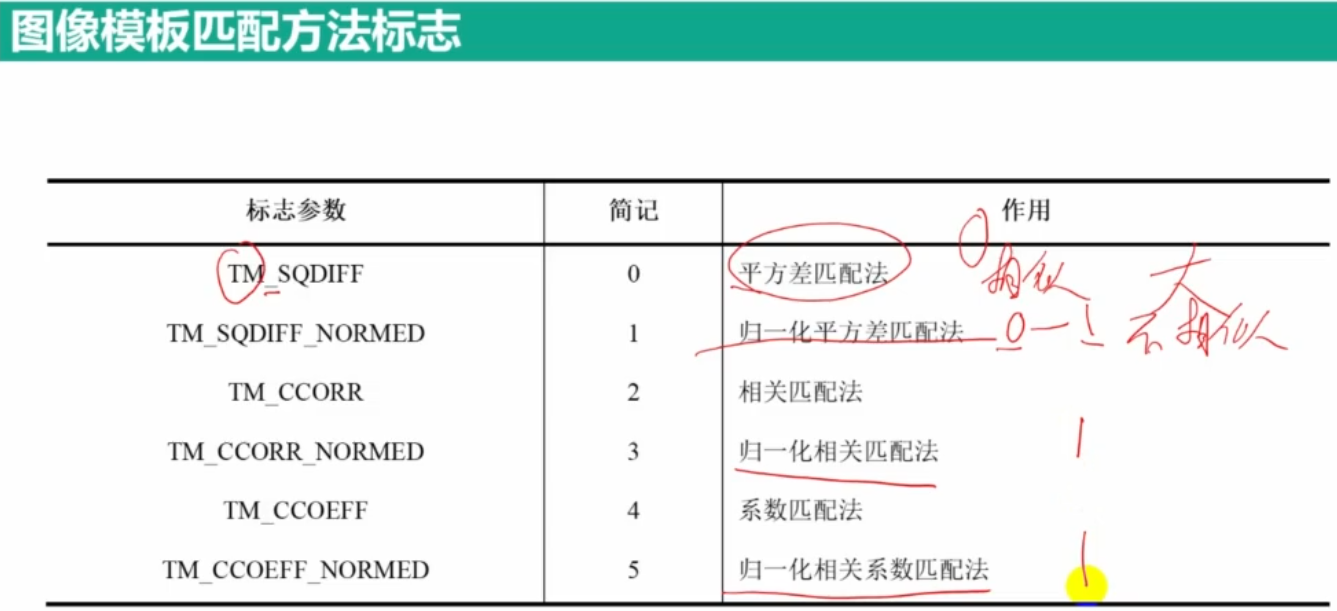 图像模板匹配方法标志
标志参数 简记 作用
TM_SQDIFF 0 平方差匹配法 0 相似 大 不相似
TM_SQDIFF_NORMED 1 归一化平方差匹配法 0—1
TM_CCORR 2 相关匹配法
TM_CCORR_NORMED 3 归一化相关匹配法 1
TM_CCOEFF 4 系数匹配法
TM_CCOEFF_NORMED 5 归一化相关系数匹配法 1